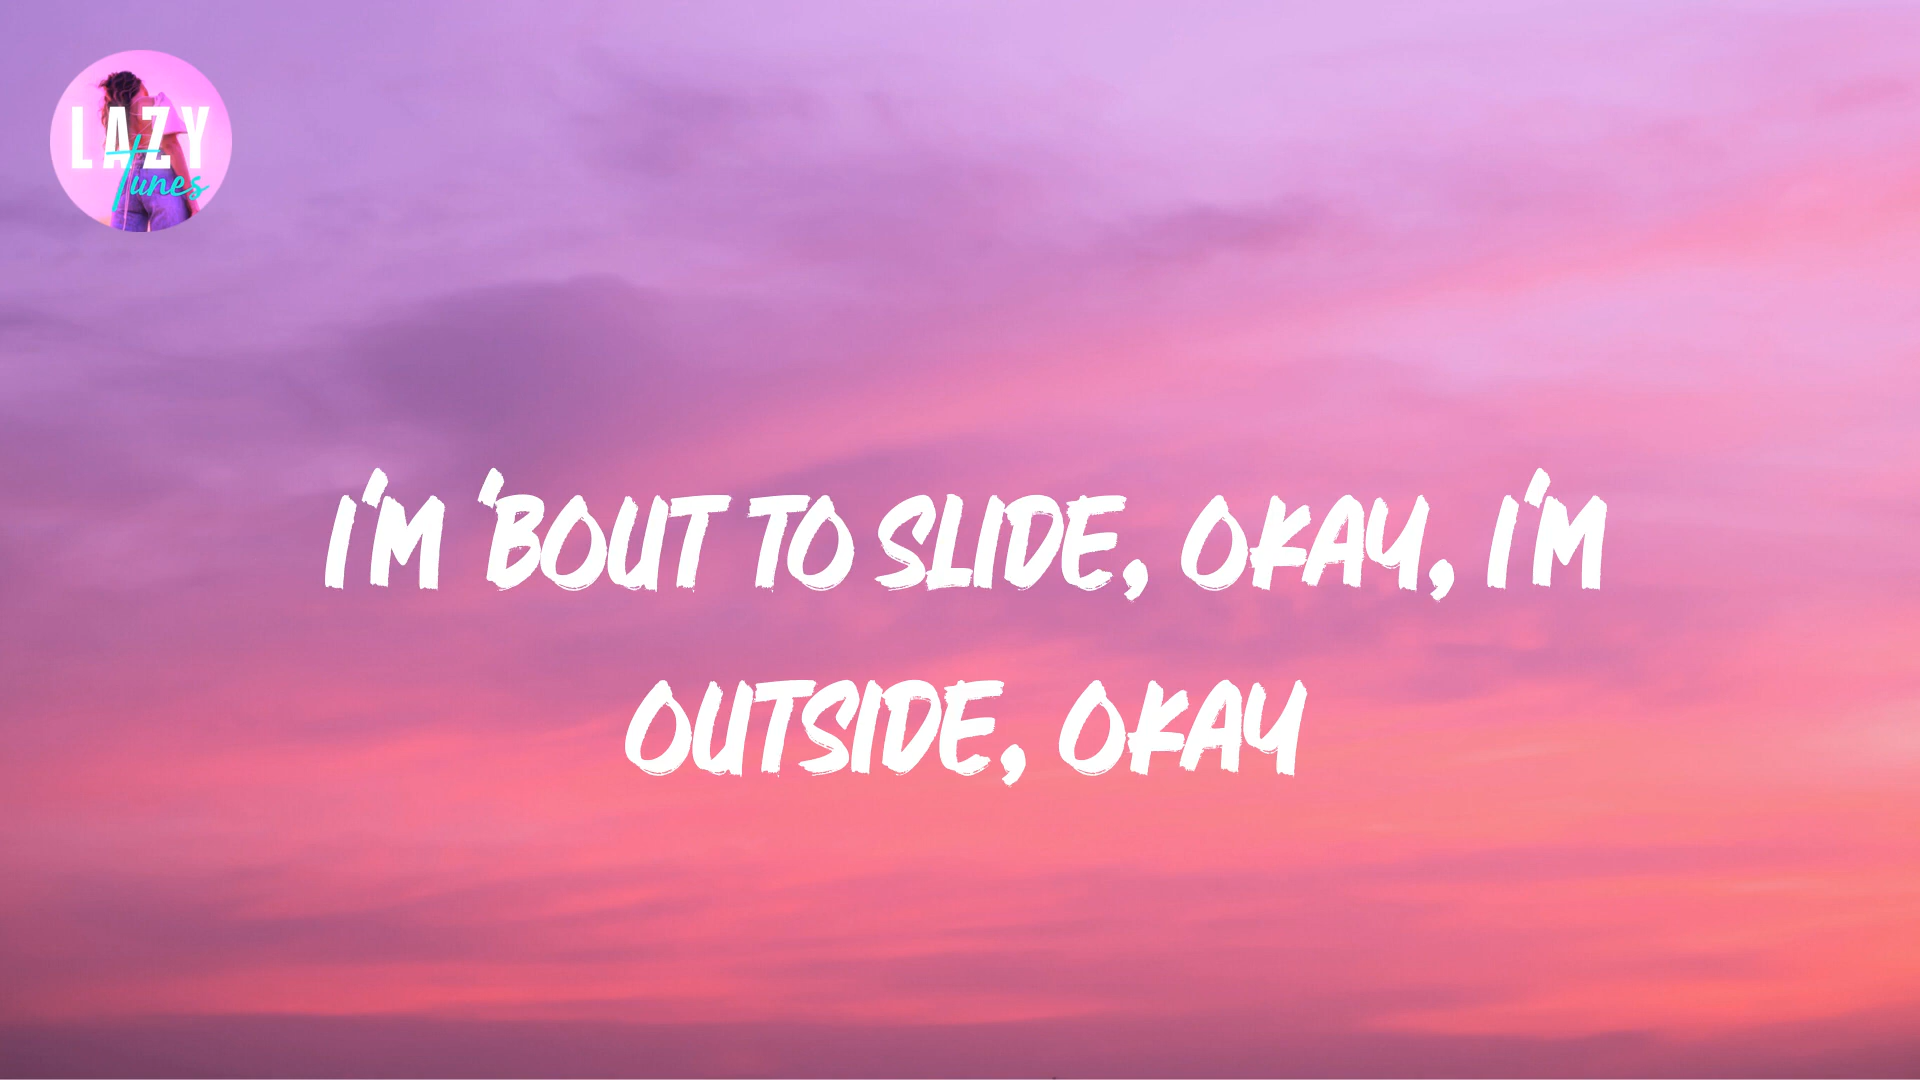 LAZY
Tunes
I'M 'BOUT TO SLIDE, OKAY, I'M
OUTSIDE, OKAY